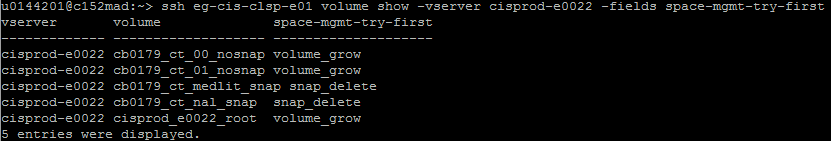 u0144201@c152mad:~> ssh eg-cis-clsp-e01 volume show -vserver cisprod-e0022 -fields space-mgmt-try-first
vserver       volume              space-mgmt-try-first
------------- ------------------- --------------------
cisprod-e0022 cb0179_ct_00_nosnap volume_grow
cisprod-e0022 cb0179_ct_01_nosnap volume_grow
cisprod-e0022 cb0179_ct_medlit_snap snap_delete
cisprod-e0022 cb0179_ct_nal_snap  snap_delete
cisprod-e0022 cisprod_e0022_root  volume_grow
5 entries were displayed.